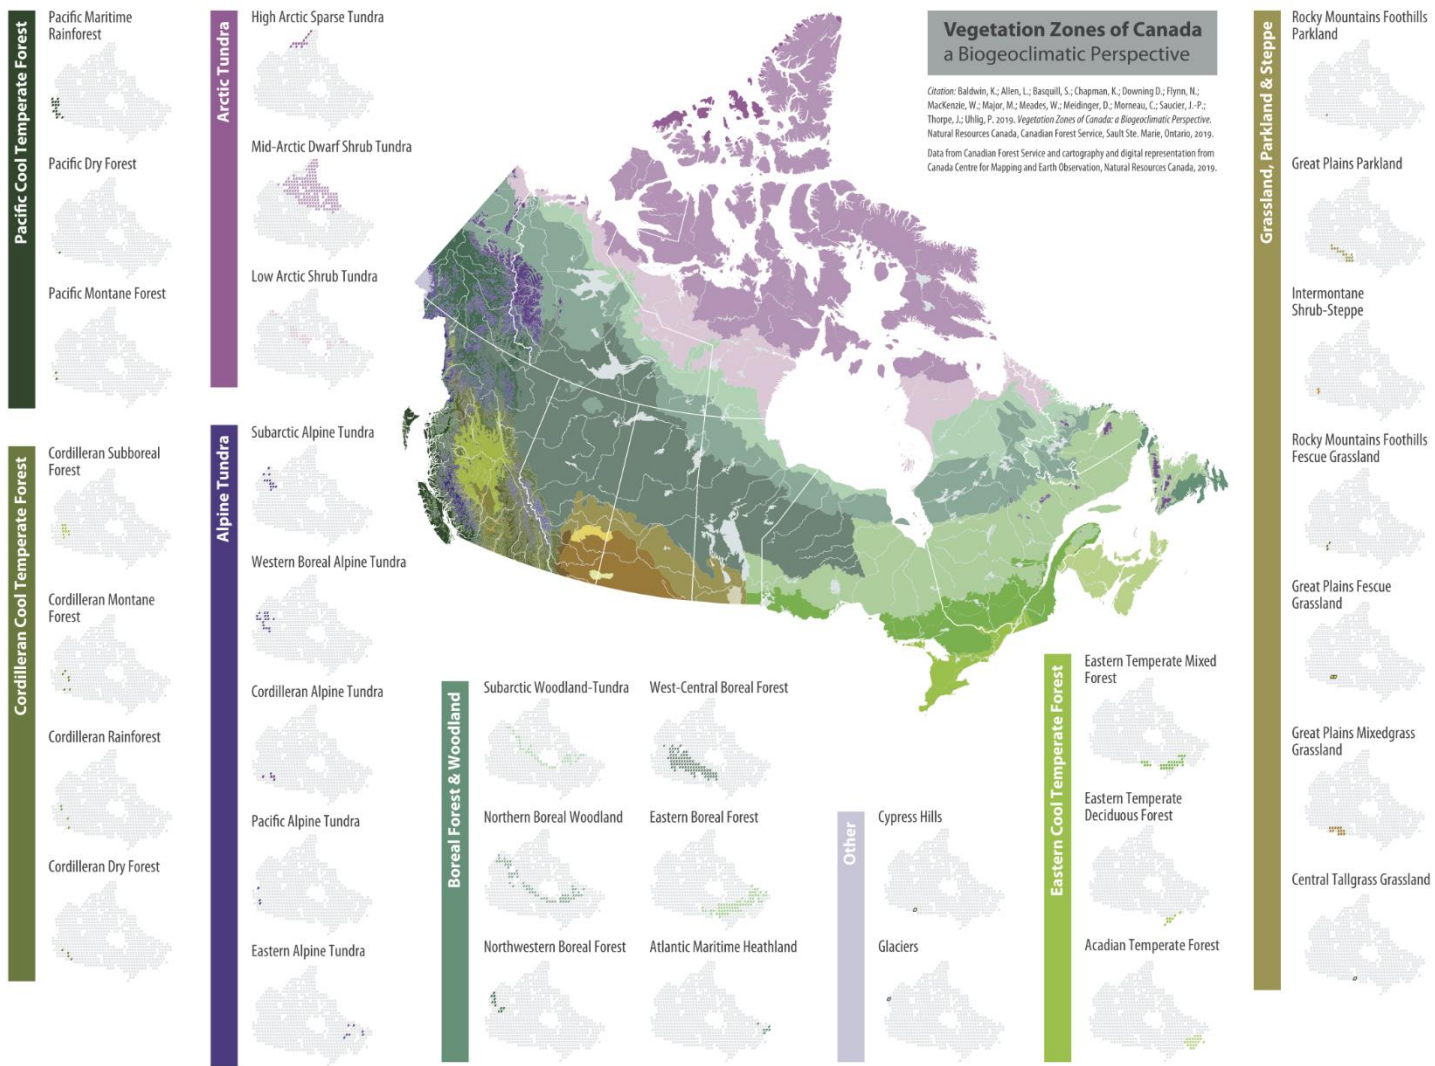 Vegetation Zones of Canada
a Biogeoclimatic Perspective
Citation: Baldwin, K.; Allen, L.; Basquill, S.; Chapman, K.; Downing D.; Flynn, N.;
MacKenzie, W.; Major, M.; Meades, W.; Meidinger, D.; Morneau, C.; Saucier, J.-P.;
Thorpe, J.; Uhlig, P. 2019. Vegetation Zones of Canada: a Biogeoclimatic Perspective.
Natural Resources Canada, Canadian Forest Service, Sault Ste. Marie, Ontario, 2019.
Data from Canadian Forest Service and cartography and digital representation from
Canada Centre for Mapping and Earth Observation, Natural Resources Canada, 2019.
Pacific Cool Temperate Forest
Pacific Maritime
Rainforest
Pacific Dry Forest
Pacific Montane Forest
Cordilleran Cool Temperate Forest
Cordilleran Subboreal
Forest
Cordilleran Montane
Forest
Cordilleran Rainforest
Cordilleran Dry Forest
Arctic Tundra
High Arctic Sparse Tundra
Mid-Arctic Dwarf Shrub Tundra
Low Arctic Shrub Tundra
Alpine Tundra
Subarctic Alpine Tundra
Western Boreal Alpine Tundra
Cordilleran Alpine Tundra
Pacific Alpine Tundra
Eastern Alpine Tundra
Boreal Forest & Woodland
Subarctic Woodland-Tundra
Northern Boreal Woodland
Northwestern Boreal Forest
West-Central Boreal Forest
Eastern Boreal Forest
Atlantic Maritime Heathland
Other
Cypress Hills
Glaciers
Eastern Cool Temperate Forest
Eastern Temperate Mixed
Forest
Eastern Temperate
Deciduous Forest
Acadian Temperate Forest
Grassland, Parkland & Steppe
Rocky Mountains Foothills
Parkland
Great Plains Parkland
Intermontane
Shrub-Steppe
Rocky Mountains Foothills
Fescue Grassland
Great Plains Fescue
Grassland
Great Plains Mixedgrass
Grassland
Central Tallgrass Grassland